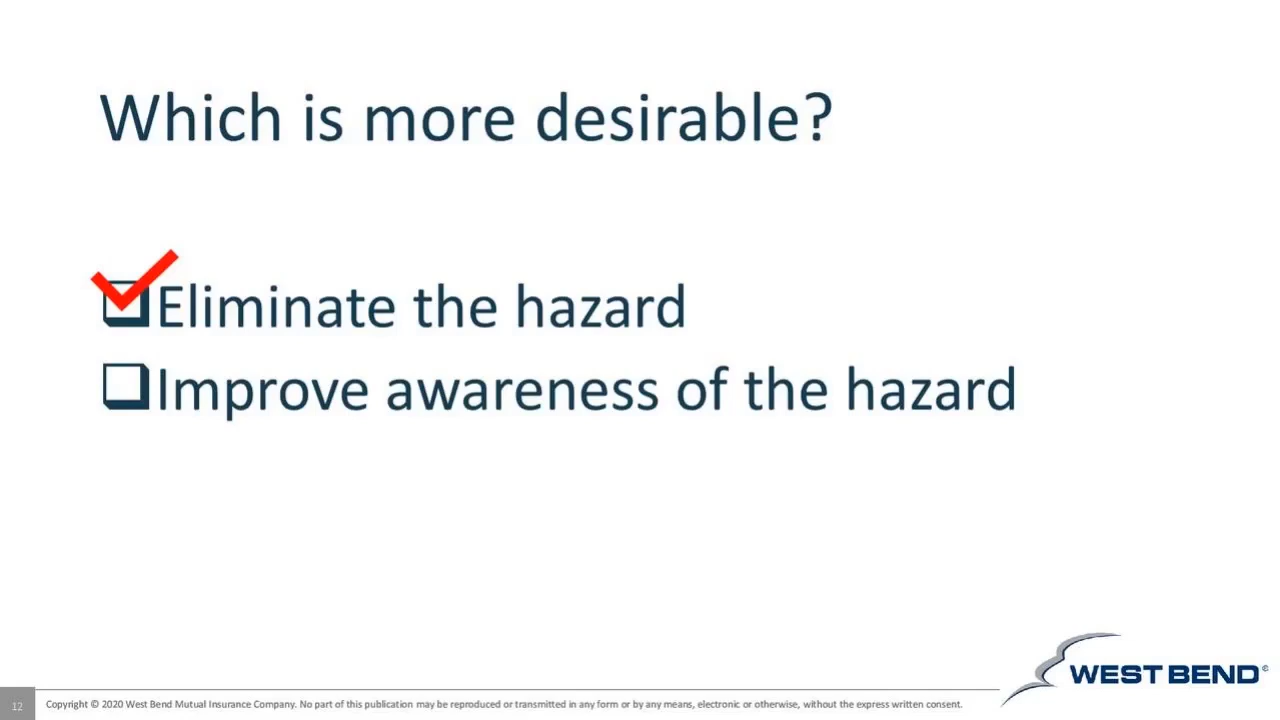 Which is more desirable?
Eliminate the hazard
Improve awareness of the hazard
WEST BEND®
12
Copyright © 2020 West Bend Mutual Insurance Company. No part of this publication may be reproduced or transmitted in any form or by any means, electronic or otherwise, without the express written consent.